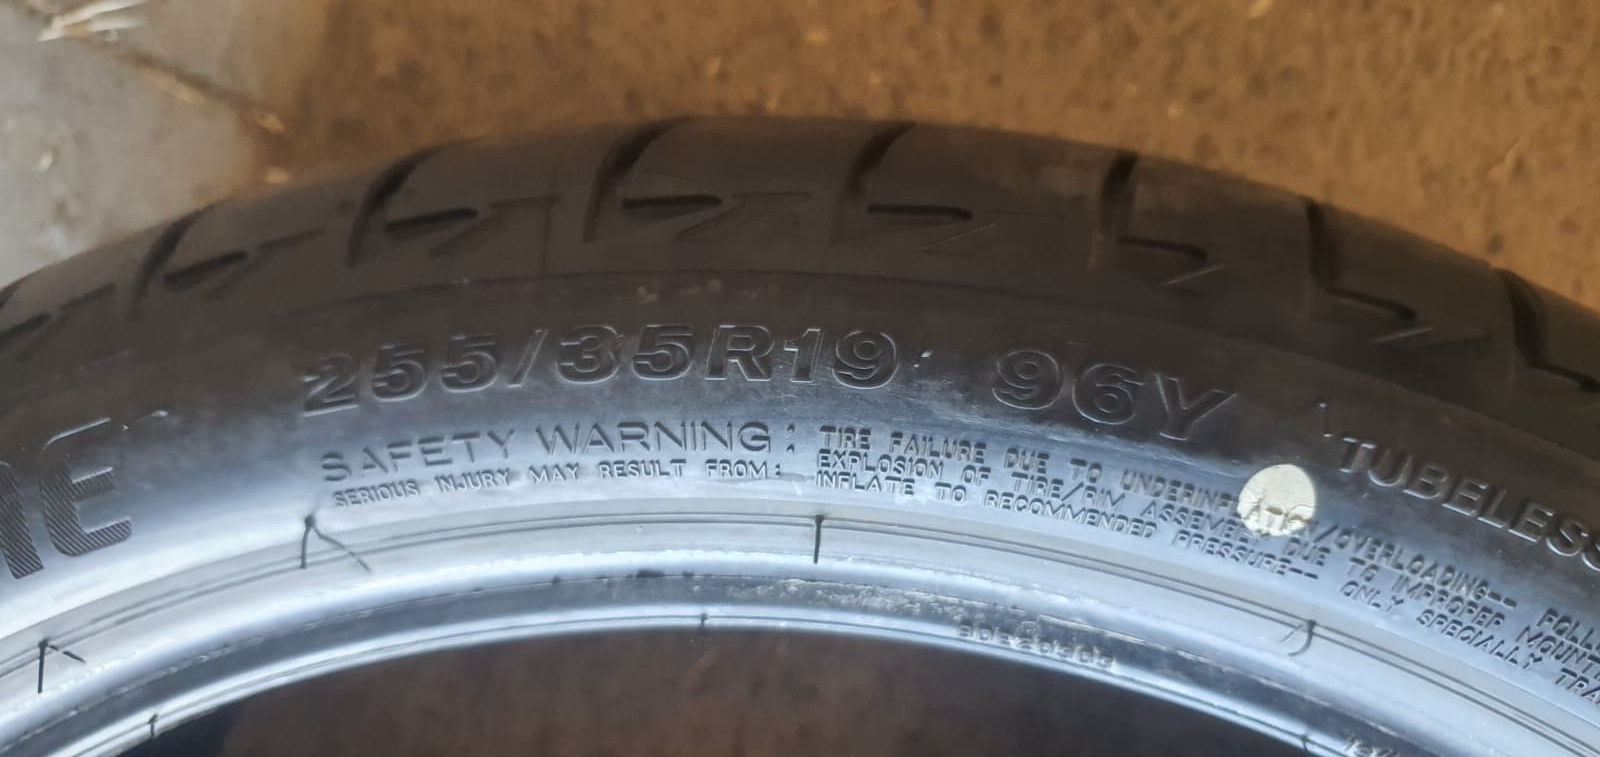 255/35R19 96Y TUBELESS
SAFETY WARNING:
SERIOUS INJURY MAY RESULT FROM:
TIRE FAILURE DUE TO UNDERINFLATION/OVERLOADING--
EXPLOSION OF TIRE/RIM ASSEMBLY DUE TO IMPROPER
INFLATE TO RECOMMENDED PRESSURE-- ONLY SPECIALLY